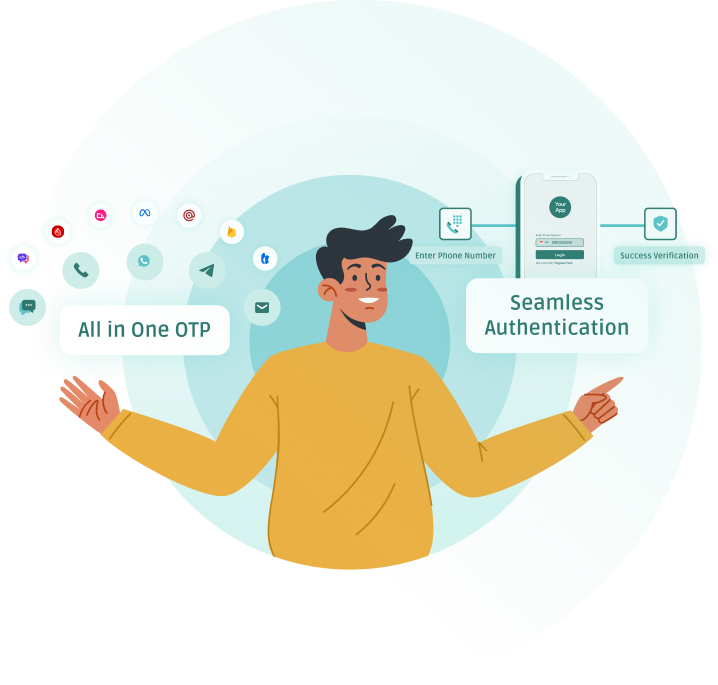 All in One OTP
Your
App
Enter Phone Number
Success Verification
Login
Seamless
Authentication